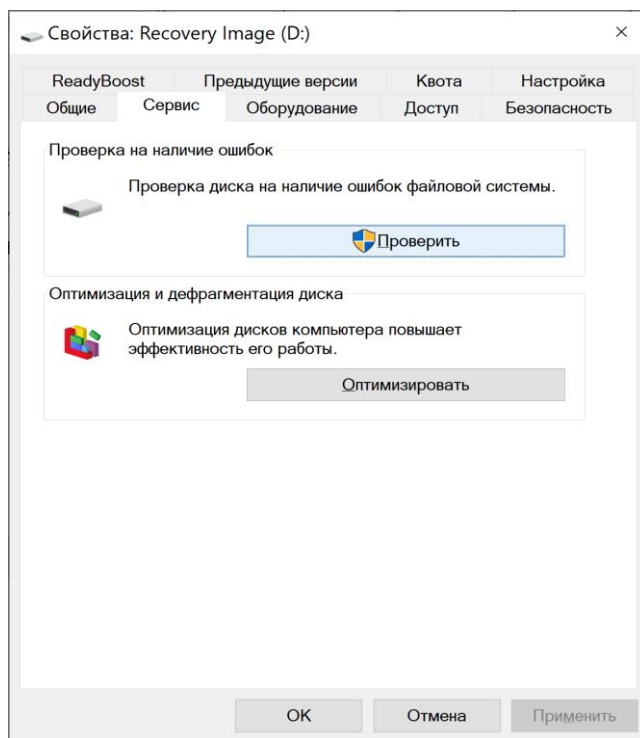 Свойства: Recovery Image (D:)
ReadyBoost Предыдущие версии Квота Настройка
Общие Сервис Оборудование Доступ Безопасность
Проверка на наличие ошибок
Проверка диска на наличие ошибок файловой системы.
Проверить
Оптимизация и дефрагментация диска
Оптимизация дисков компьютера повышает
эффективность его работы.
Оптимизировать
ОК Отмена Применить